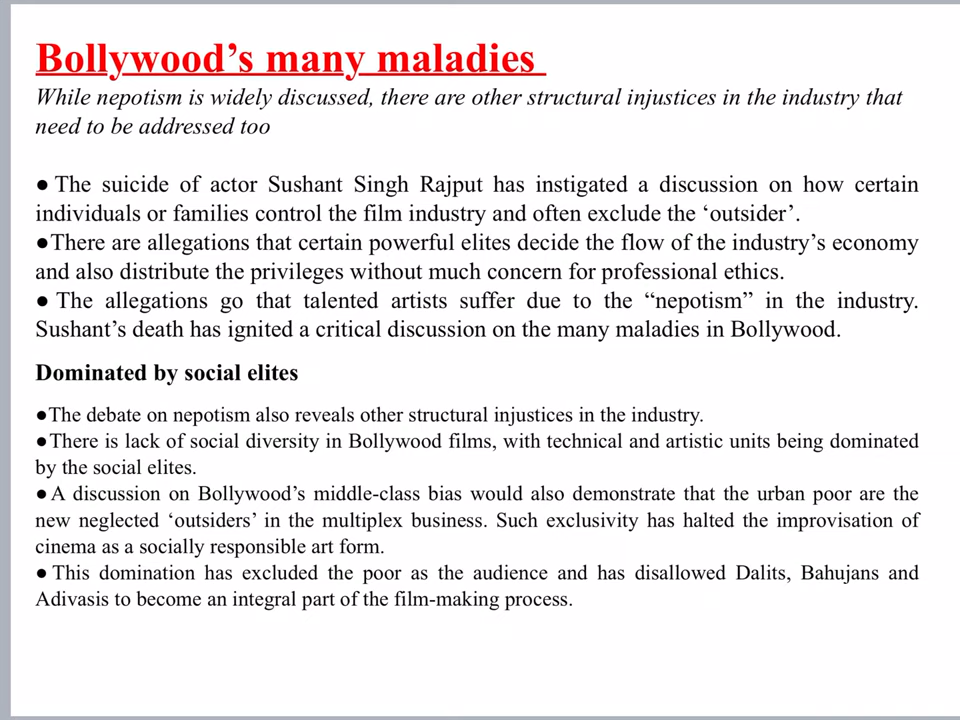 Bollywood’s many maladies
While nepotism is widely discussed, there are other structural injustices in the industry that
need to be addressed too
● The suicide of actor Sushant Singh Rajput has instigated a discussion on how certain
individuals or families control the film industry and often exclude the ‘outsider’.
●There are allegations that certain powerful elites decide the flow of the industry’s economy
and also distribute the privileges without much concern for professional ethics.
● The allegations go that talented artists suffer due to the “nepotism” in the industry.
Sushant’s death has ignited a critical discussion on the many maladies in Bollywood.
Dominated by social elites
●The debate on nepotism also reveals other structural injustices in the industry.
●There is lack of social diversity in Bollywood films, with technical and artistic units being dominated
by the social elites.
● A discussion on Bollywood’s middle-class bias would also demonstrate that the urban poor are the
new neglected ‘outsiders’ in the multiplex business. Such exclusivity has halted the improvisation of
cinema as a socially responsible art form.
● This domination has excluded the poor as the audience and has disallowed Dalits, Bahujans and
Adivasis to become an integral part of the film-making process.